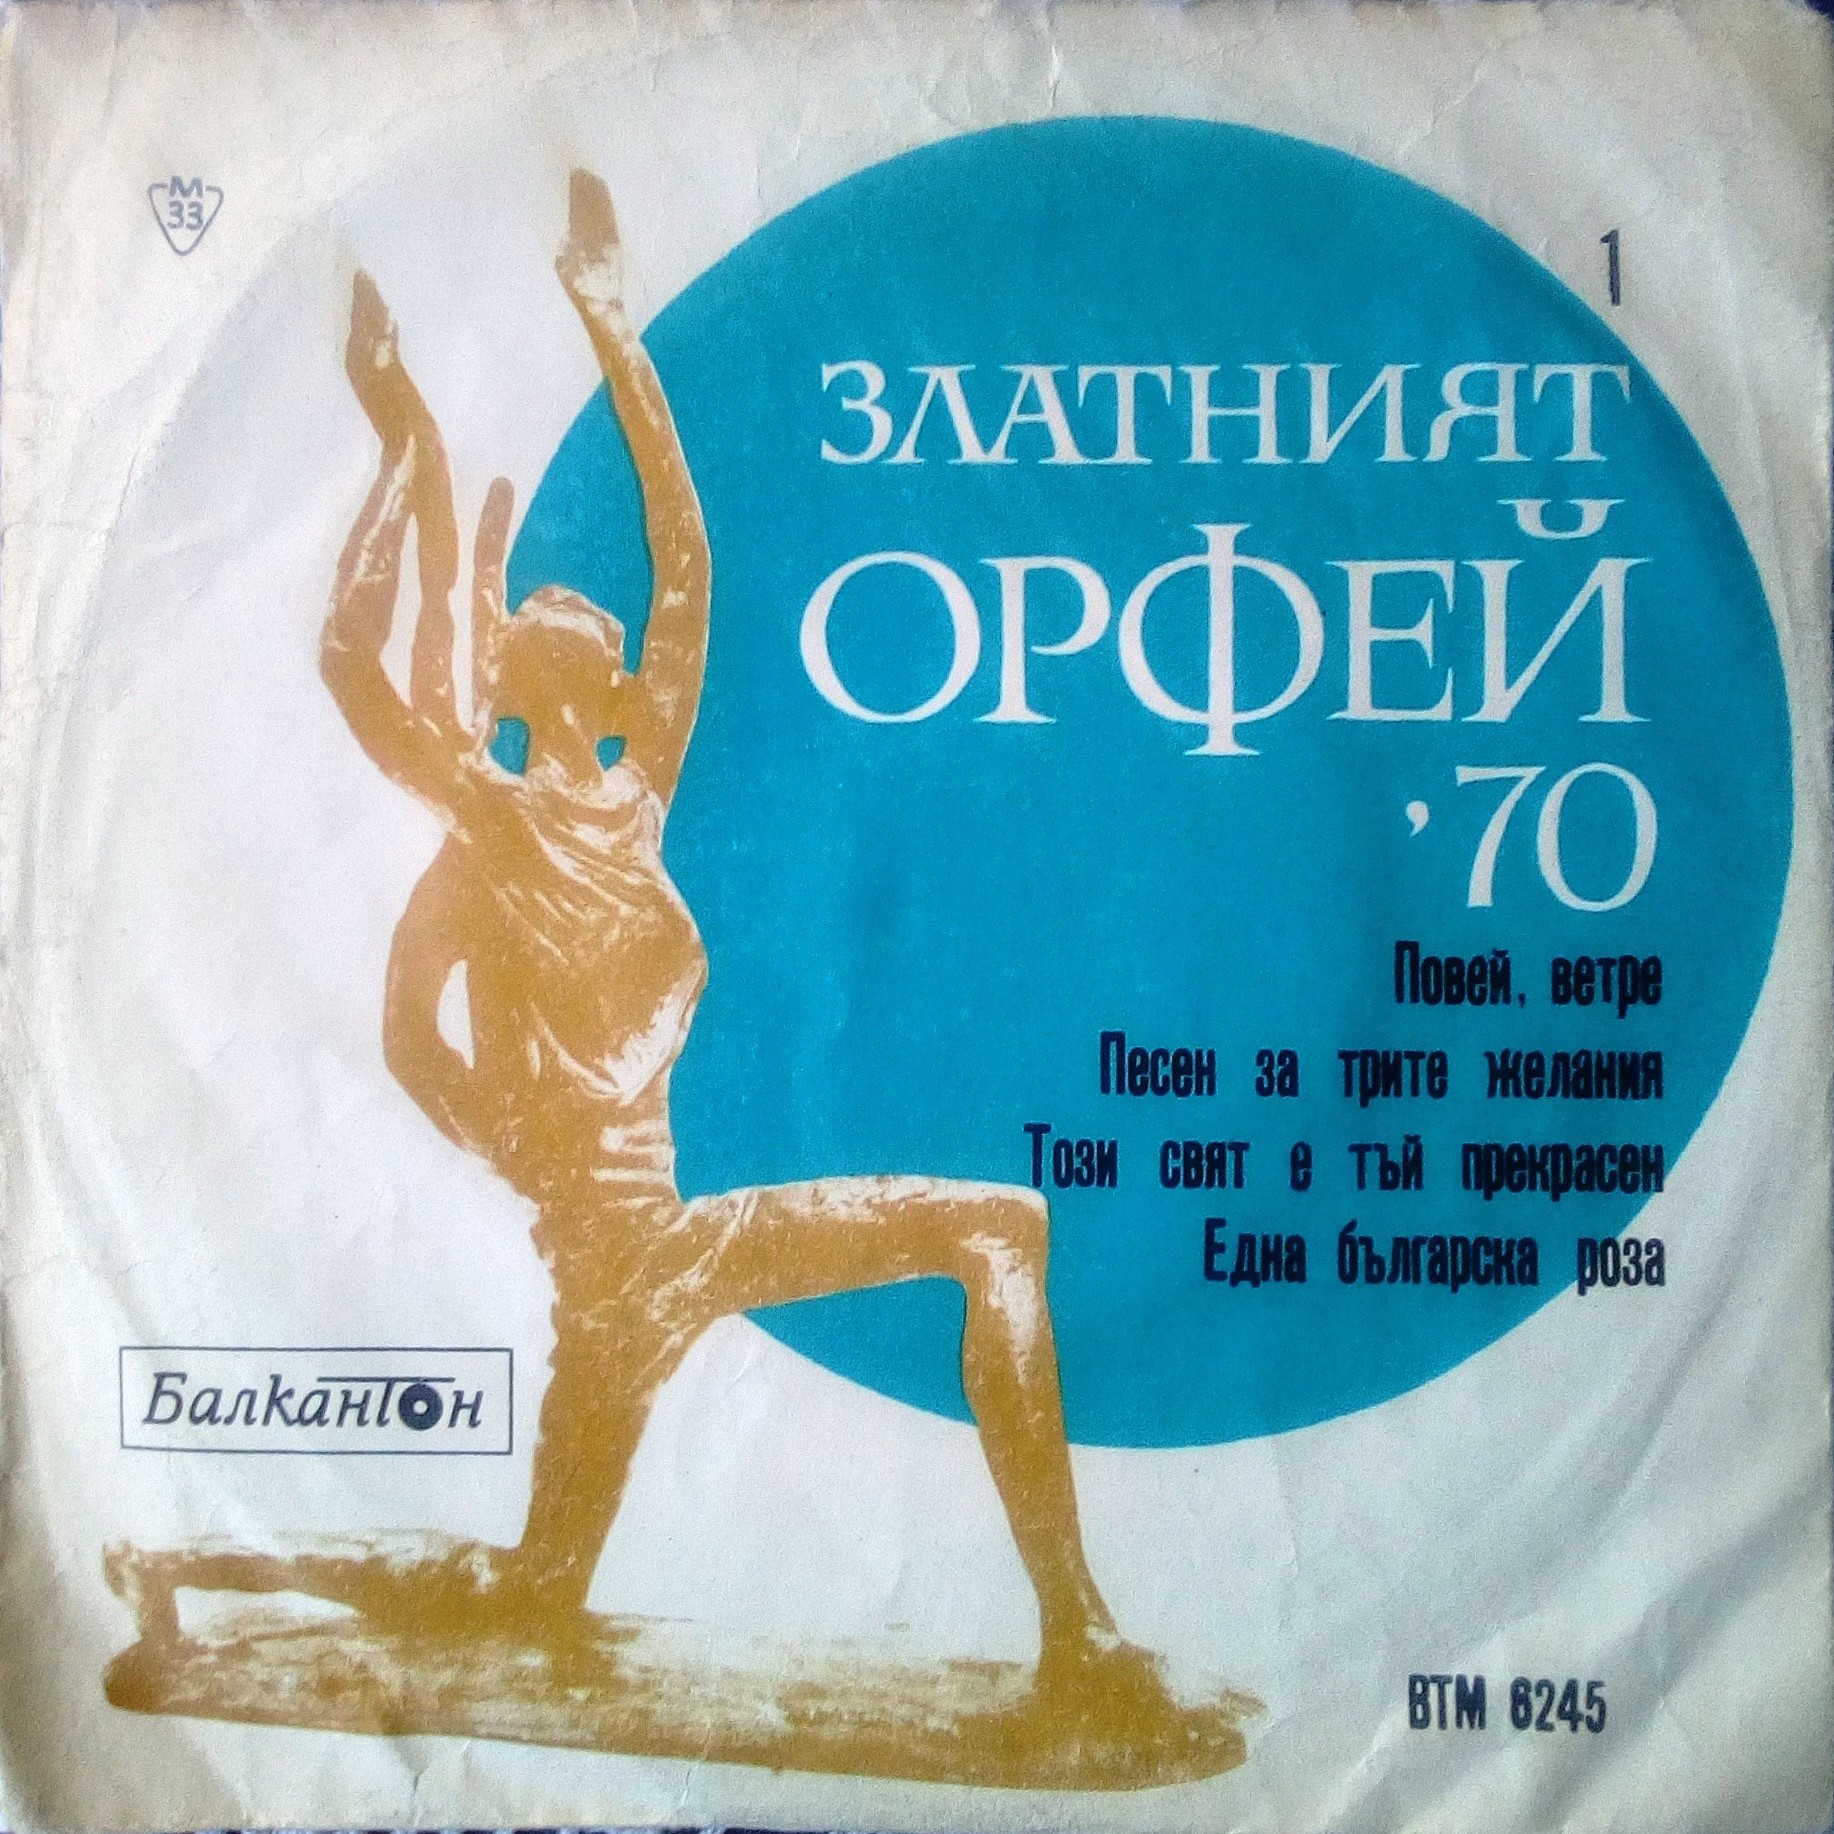 М
33
1
ЗЛАТНИЯТ
ОРФЕЙ
'70
Повей, ветре
Песен за трите желания
Този свят е тъй прекрасен
Една българска роза
Балкантон
ВТМ 6245